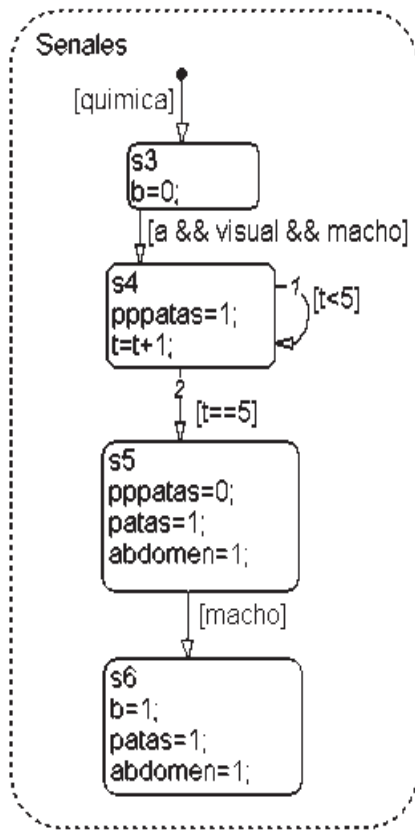 Senales
[quimica]
s3
b=0;
[a && visual && macho]
s4
pppatas=1;
t=t+1;
1
[t<5]
2
[t==5]
s5
pppatas=0;
patas=1;
abdomen=1;
[macho]
s6
b=1;
patas=1;
abdomen=1;